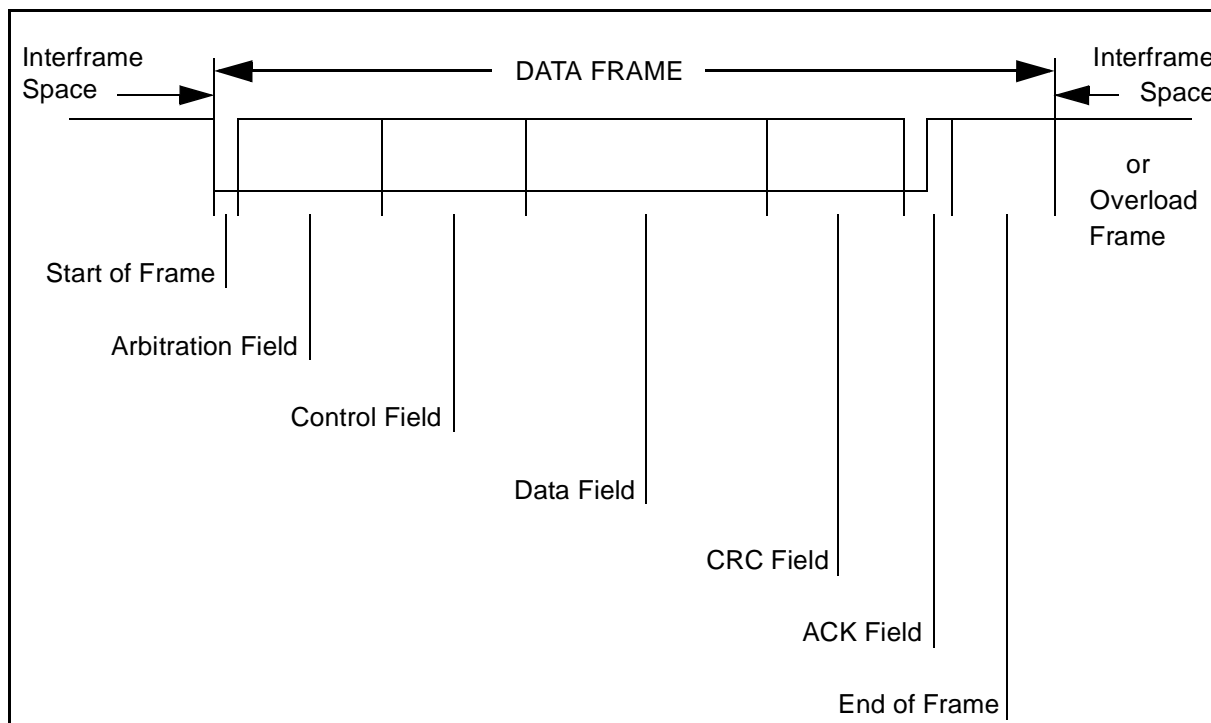 Interframe
Space
DATA FRAME
Interframe
Space
or
Overload
Frame
Start of Frame
Arbitration Field
Control Field
Data Field
CRC Field
ACK Field
End of Frame